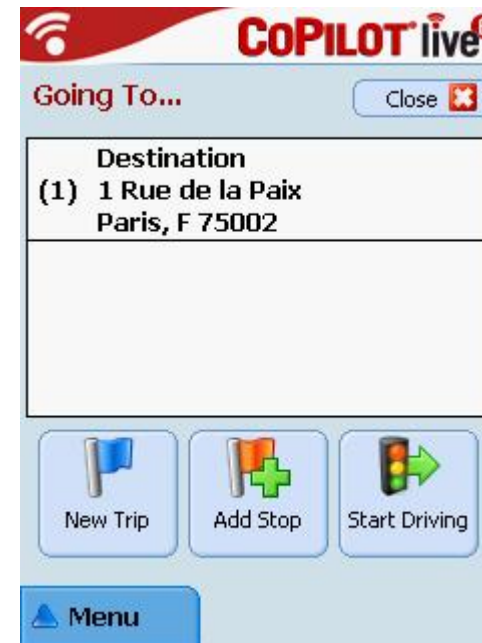 CoPILOT live
Going To...
Close
Destination
(1) 1 Rue de la Paix
Paris, F 75002
New Trip
Add Stop
Start Driving
Menu